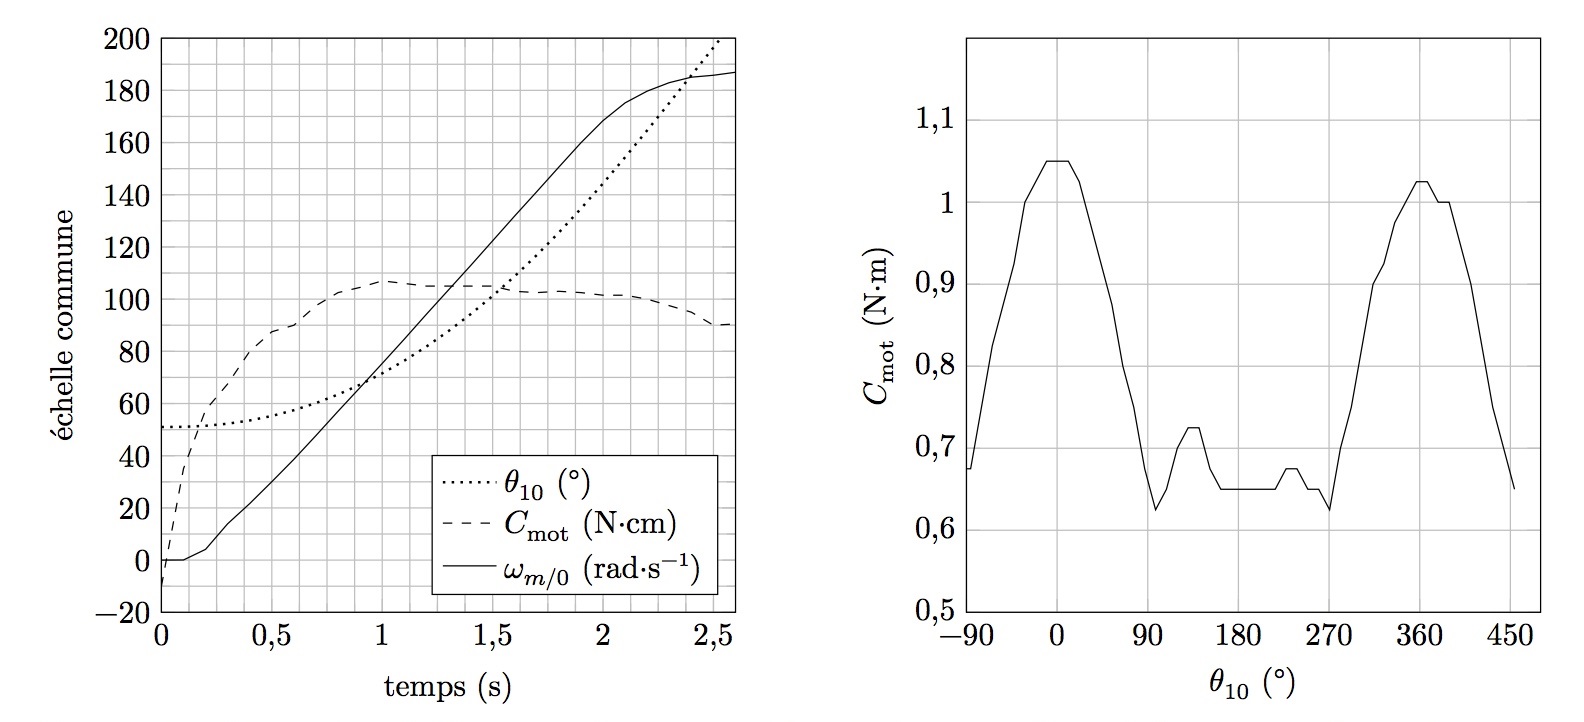 200
180
160
140
120
100
80
60
40
20
0
−20
échelle commune
θ10 (°)
Cmot (N·cm)
ωm/0 (rad·s−1)
0 0,5 1 1,5 2 2,5
temps (s)
1,1
1
0,9
0,8
0,7
0,6
0,5
Cmot (N·m)
−90 0 90 180 270 360 450
θ10 (°)